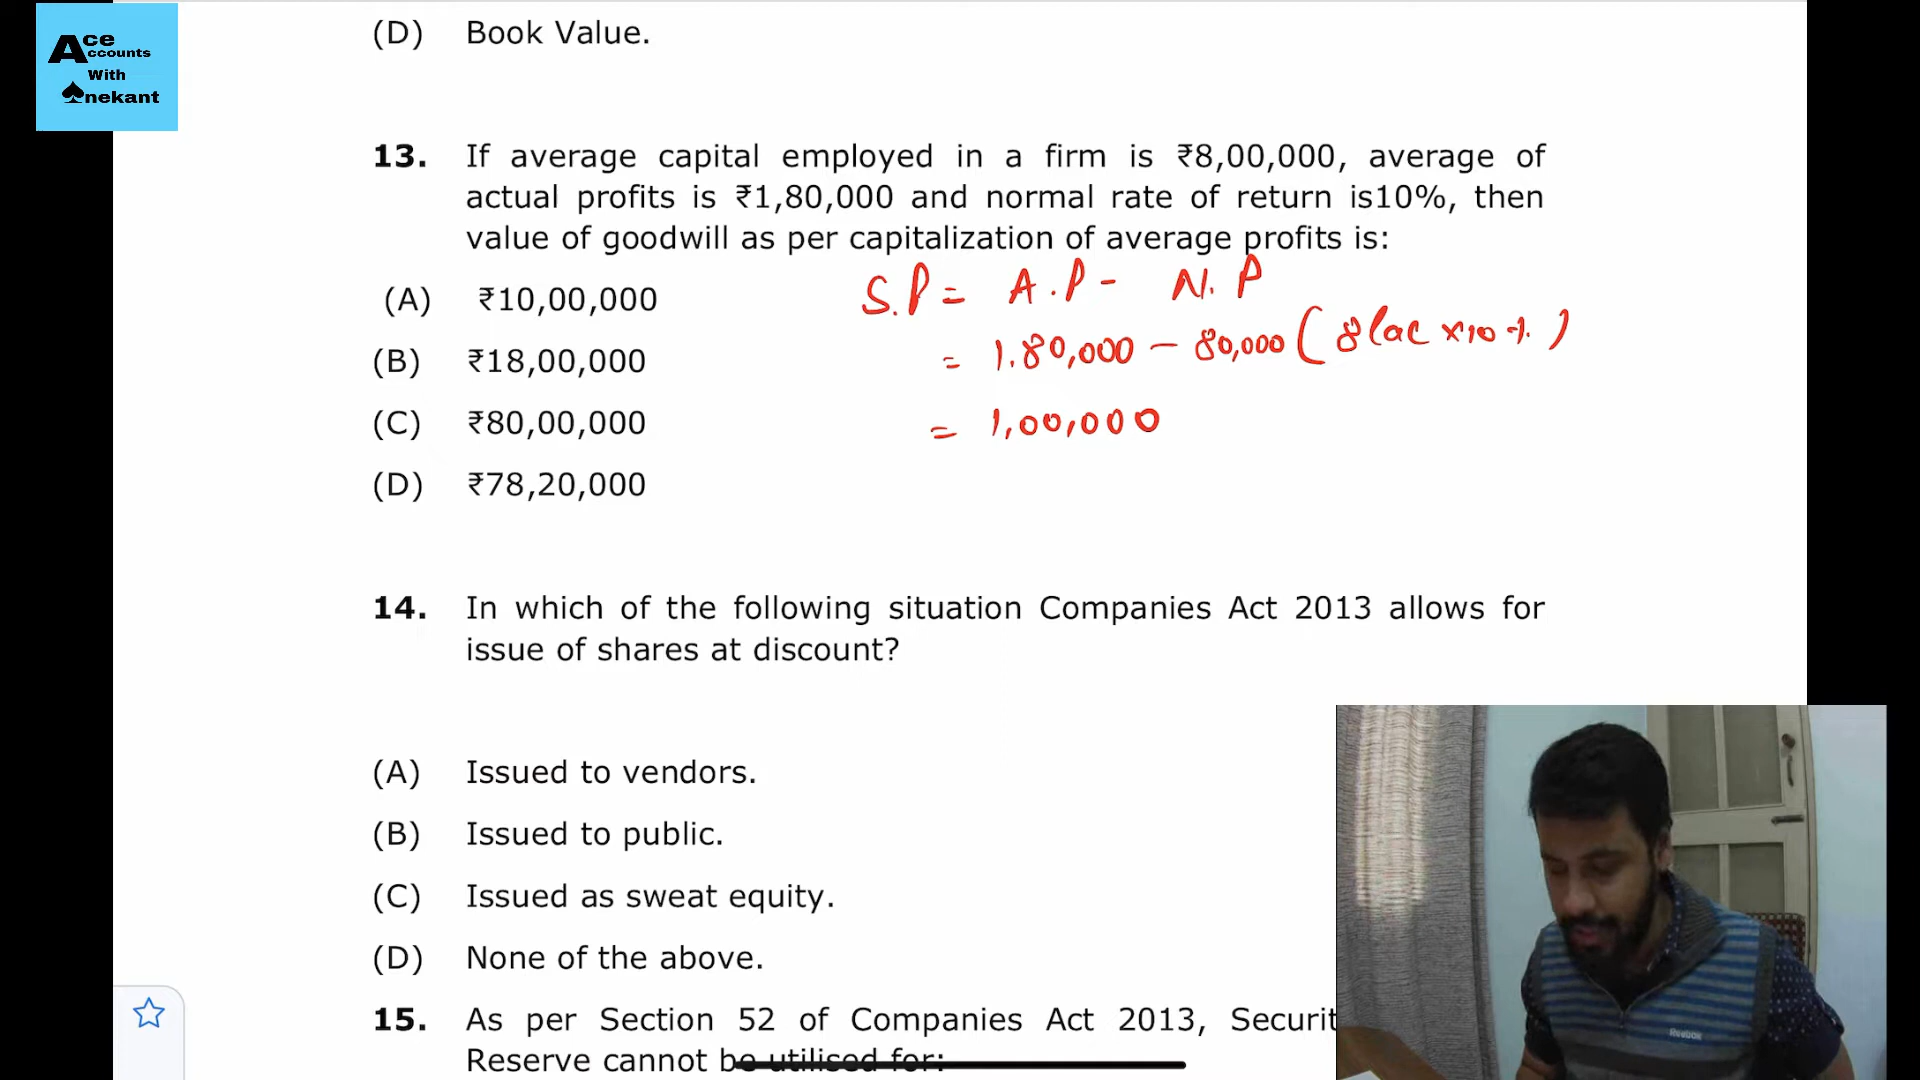 Ace
Accounts
With
Anekant
(D) Book Value.
13. If average capital employed in a firm is ₹8,00,000, average of
actual profits is ₹1,80,000 and normal rate of return is10%, then
value of goodwill as per capitalization of average profits is:
S.P = A.P - N.P
(A) ₹10,00,000
= 1.80,000 - 80,000 (8lac x10%)
(B) ₹18,00,000
(C) ₹80,00,000
= 1,00,000
(D) ₹78,20,000
14. In which of the following situation Companies Act 2013 allows for
issue of shares at discount?
(A) Issued to vendors.
(B) Issued to public.
(C) Issued as sweat equity.
(D) None of the above.
15. As per Section 52 of Companies Act 2013, Securit
Reserve cannot be utilised for:
Reebok